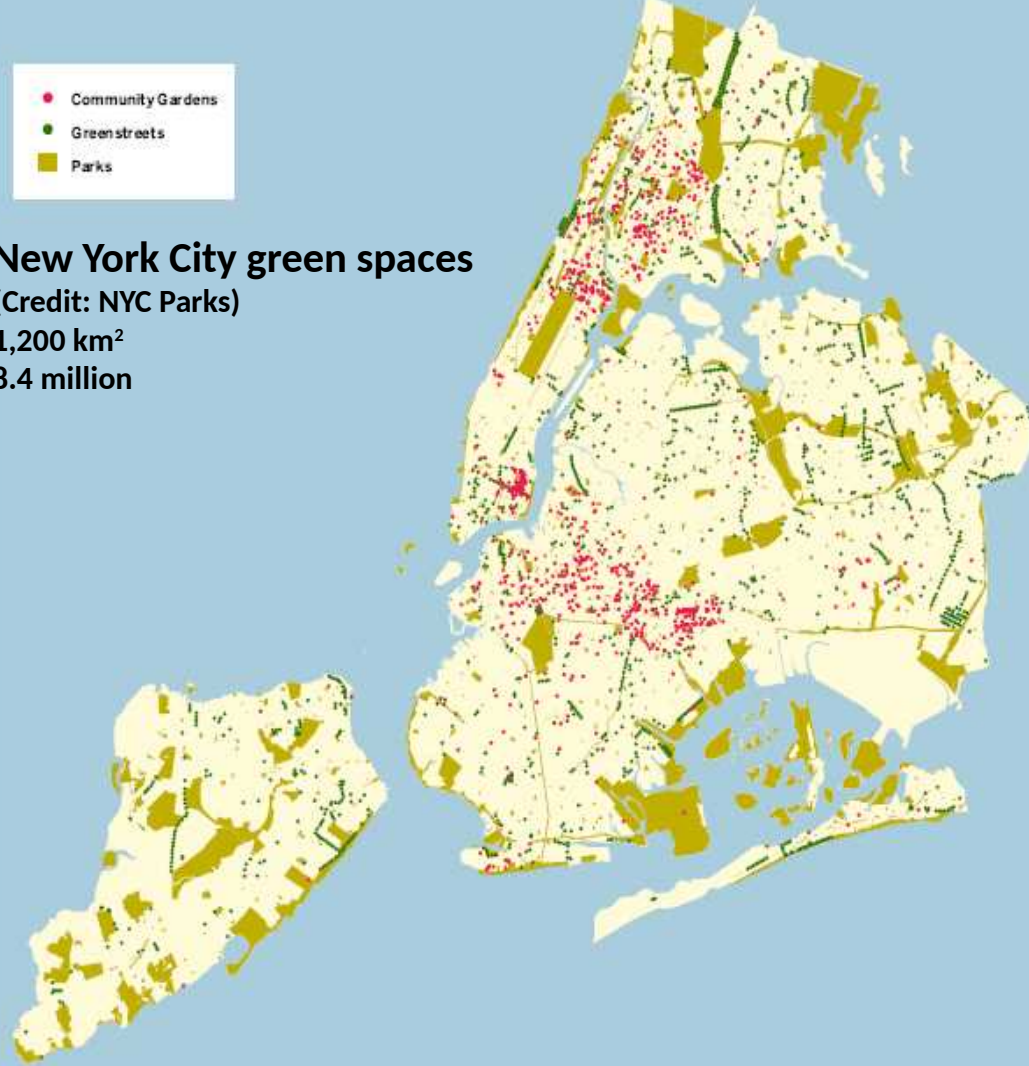 Community Gardens
Greenstreets
Parks
New York City green spaces
(Credit: NYC Parks)
1,200 km²
8.4 million